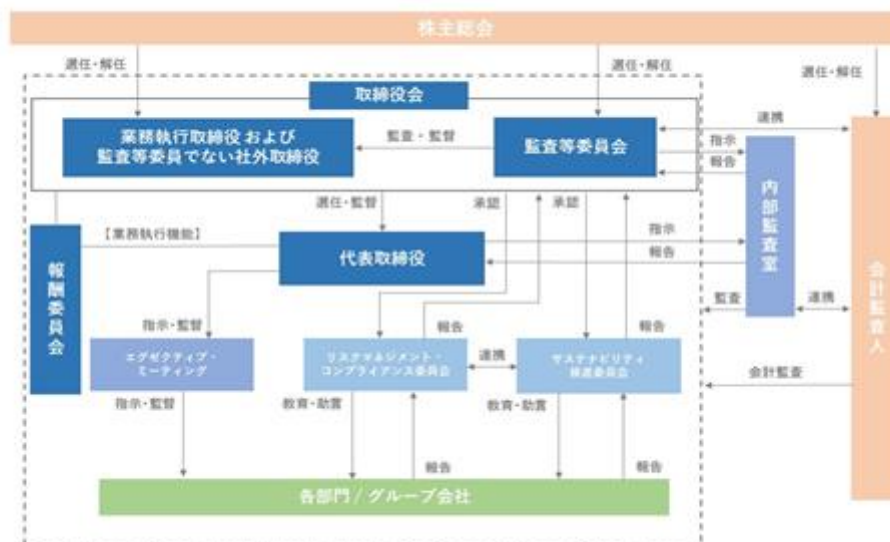 株主総会
選任・解任
選任・解任
選任・解任
取締役会
業務執行取締役 および
監査等委員でない社外取締役
監査・監督
監査等委員会
連携
指示
報告
内部監査室
会計監査人
選任・監督
承認
承認
【業務執行機能】
指示
報告
代表取締役
報酬委員会
監査
連携
指示・監督
報告
報告
エグゼクティブ・
ミーティング
リスクマネジメント・
コンプライアンス委員会
連携
サステナビリティ
推進委員会
会計監査
指示・監督
教育・助言
教育・助言
報告
報告
各部門 / グループ会社